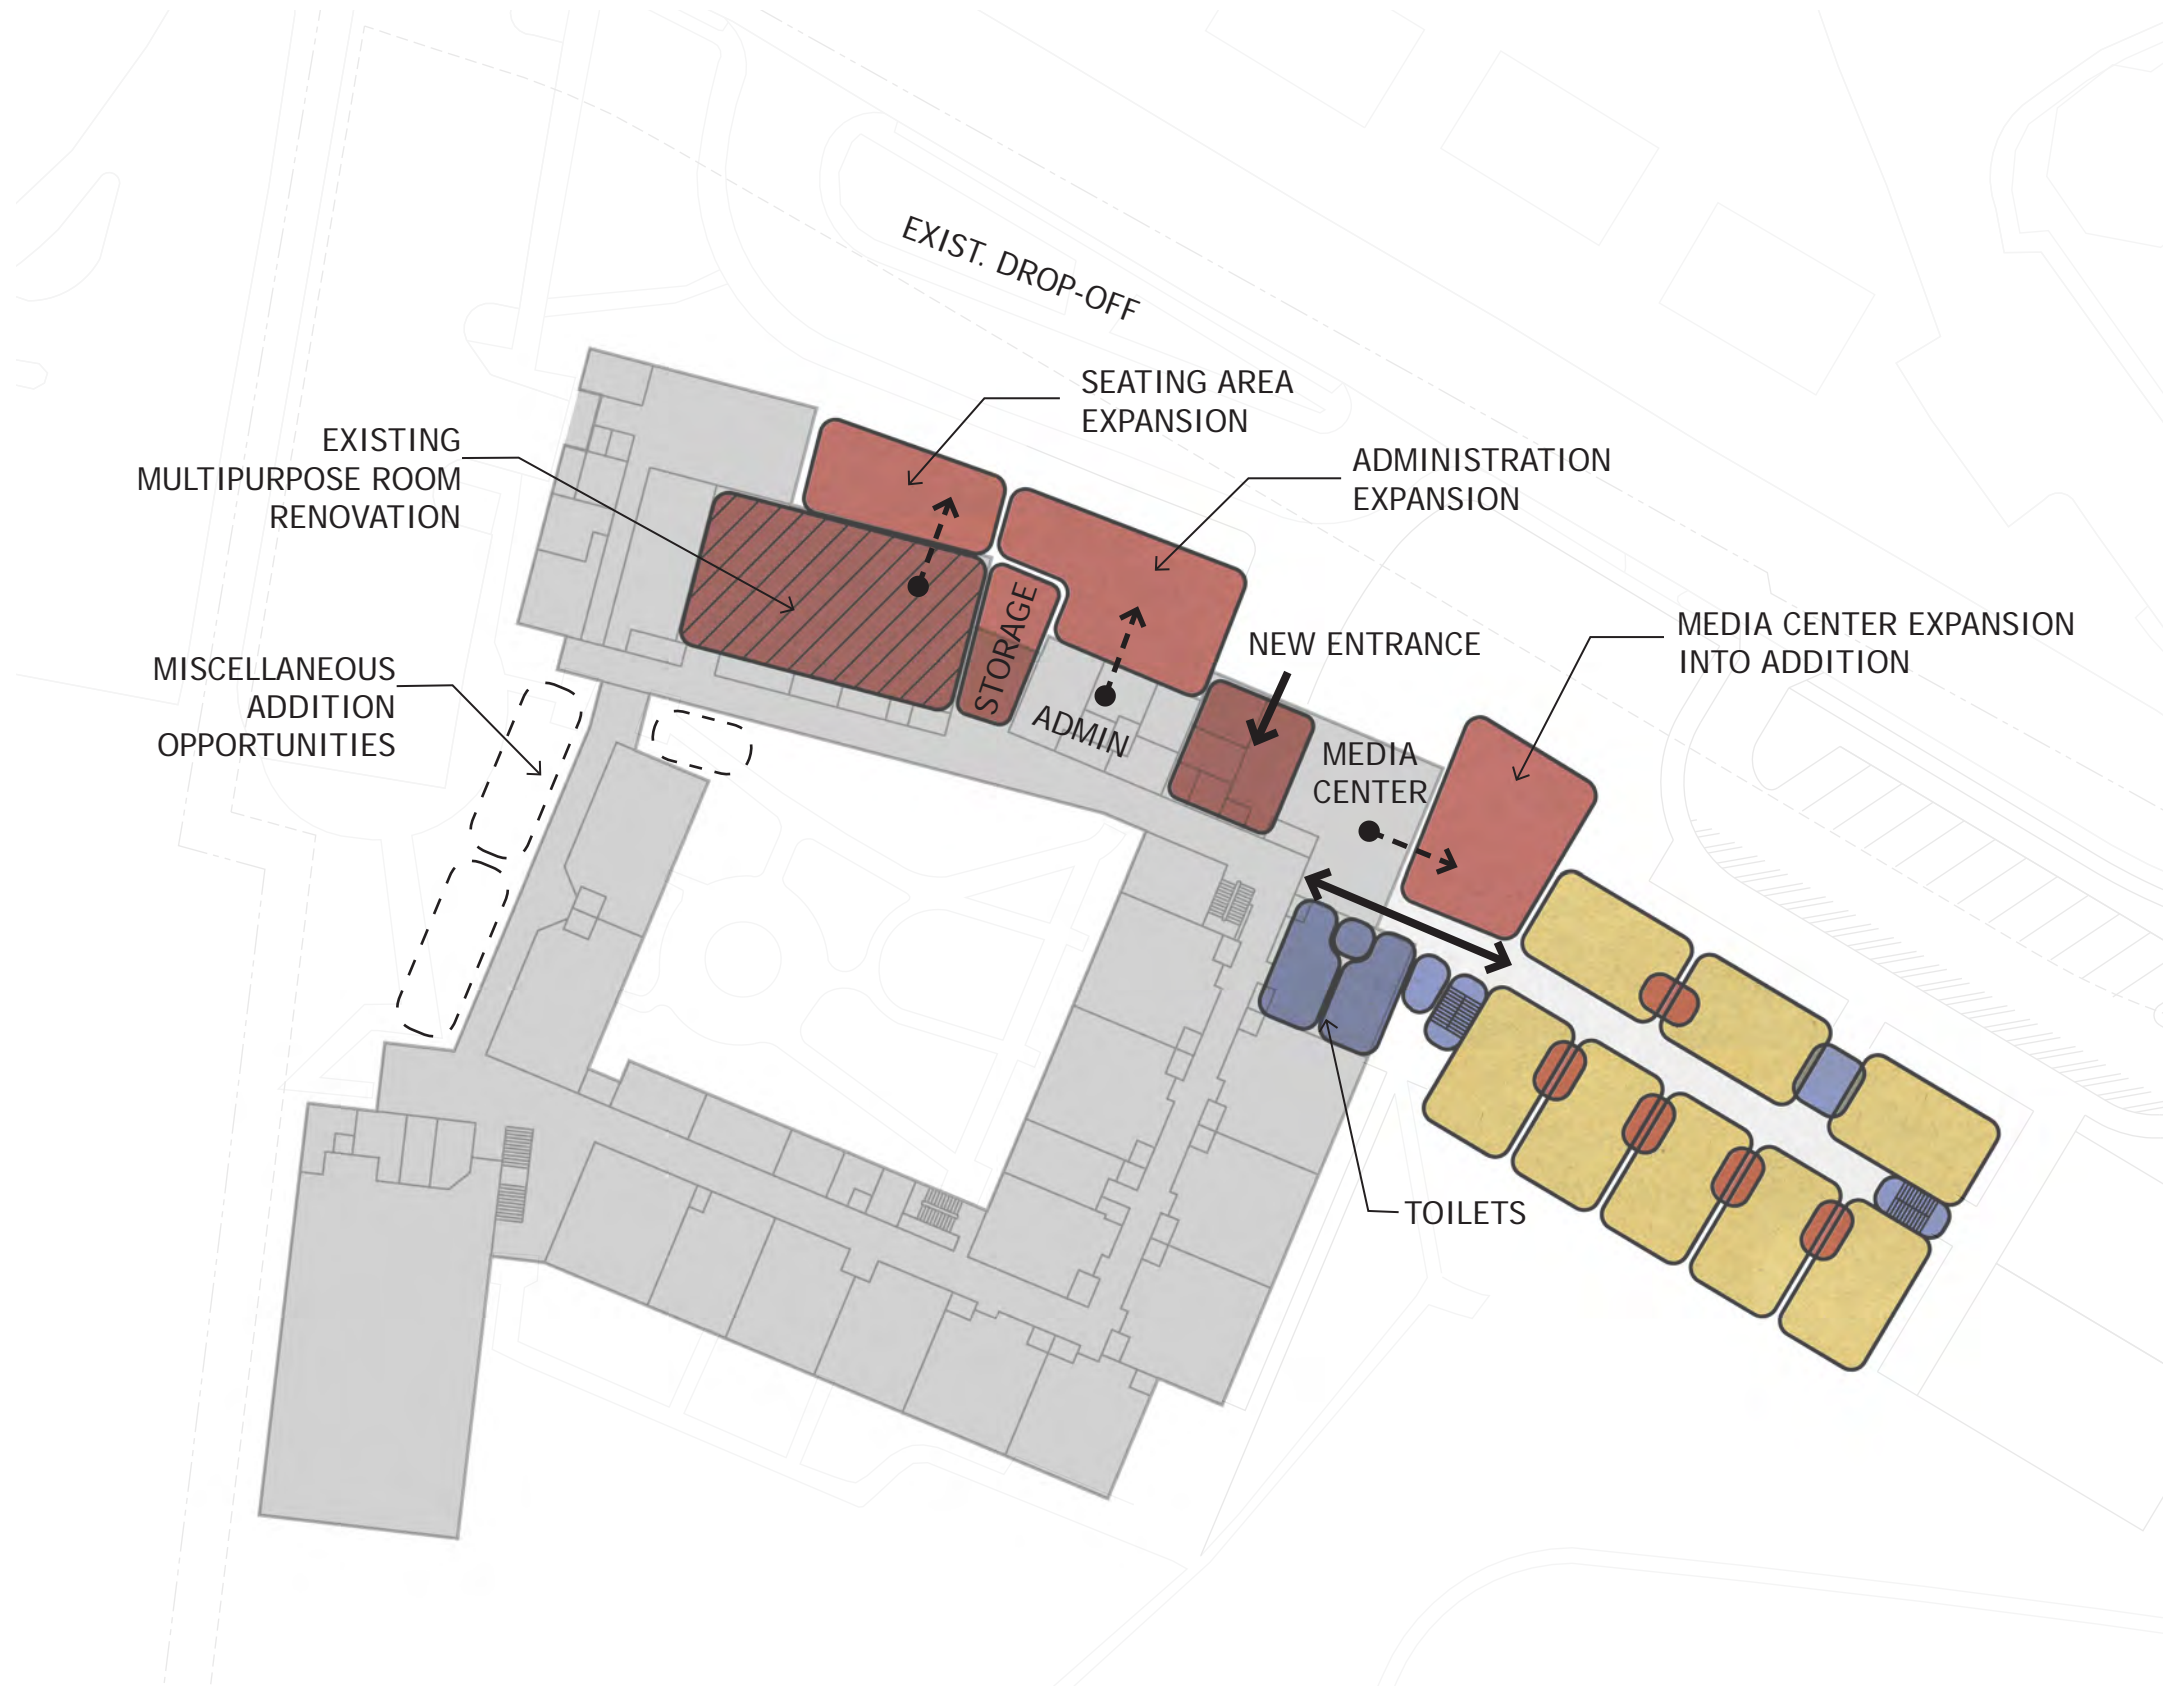 EXIST. DROP-OFF
SEATING AREA
EXPANSION
EXISTING
MULTIPURPOSE ROOM
RENOVATION
ADMINISTRATION
EXPANSION
STORAGE
NEW ENTRANCE
MEDIA CENTER EXPANSION
INTO ADDITION
MISCELLANEOUS
ADDITION
OPPORTUNITIES
ADMIN
MEDIA
CENTER
TOILETS